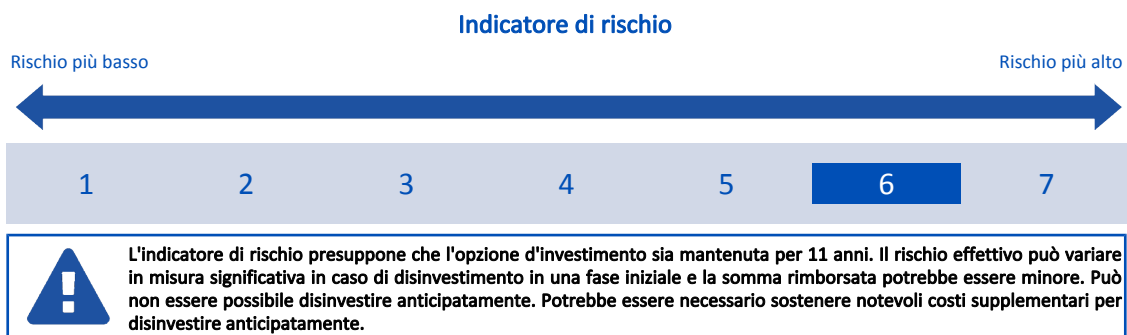 Indicatore di rischio
Rischio più basso
Rischio più alto
1 2 3 4 5 6 7
L'indicatore di rischio presuppone che l'opzione d'investimento sia mantenuta per 11 anni. Il rischio effettivo può variare
in misura significativa in caso di disinvestimento in una fase iniziale e la somma rimborsata potrebbe essere minore. Può
non essere possibile disinvestire anticipatamente. Potrebbe essere necessario sostenere notevoli costi supplementari per
disinvestire anticipatamente.